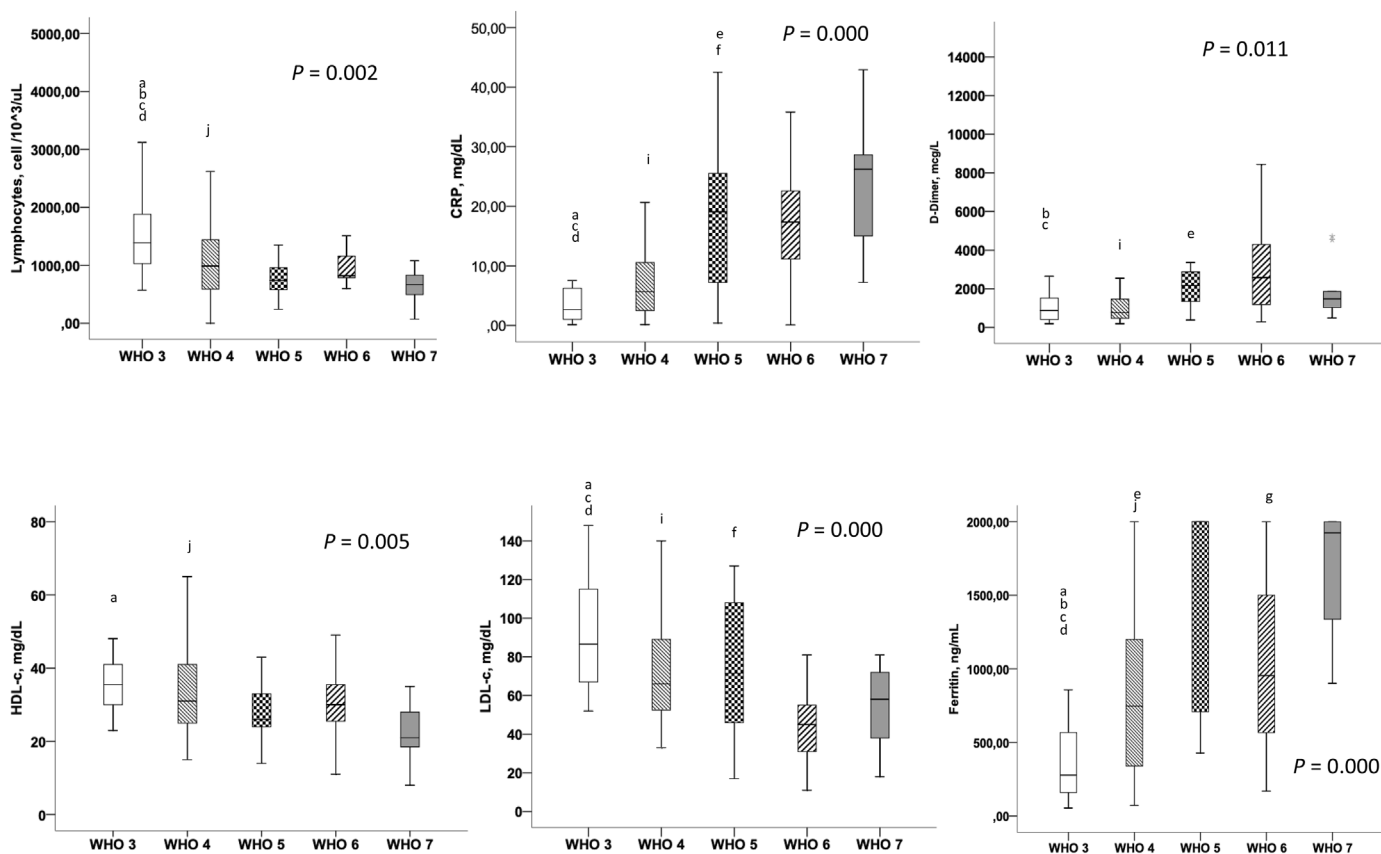 5000,00
4000,00
3000,00
2000,00
1000,00
,00
Lymphocytes, cell /10^3/uL
P = 0.002
a
b
c
d
j
WHO 3 WHO 4 WHO 5 WHO 6 WHO 7
50,00
40,00
30,00
20,00
10,00
,00
CRP, mg/dL
P = 0.000
a
c
d
i
e
f
WHO 3 WHO 4 WHO 5 WHO 6 WHO 7
14000
12000
10000
8000
6000
4000
2000
0
D-Dimer, mcg/L
P = 0.011
b
c
i
e
*
WHO 3 WHO 4 WHO 5 WHO 6 WHO 7
80
60
40
20
0
HDL-c, mg/dL
P = 0.005
a
j
WHO 3 WHO 4 WHO 5 WHO 6 WHO 7
140
120
100
80
60
40
20
0
LDL-c, mg/dL
P = 0.000
a
c
d
i
f
WHO 3 WHO 4 WHO 5 WHO 6 WHO 7
2000,00
1500,00
1000,00
500,00
,00
Ferritin, ng/mL
a
b
c
d
e
j
g
P = 0.000
WHO 3 WHO 4 WHO 5 WHO 6 WHO 7